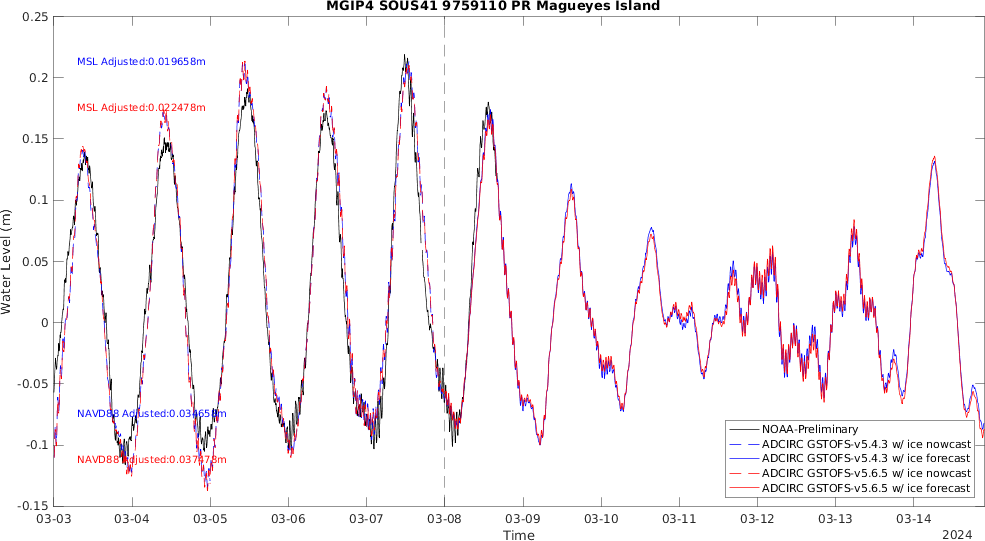 MGIP4 SOUS41 9759110 PR Magueyes Island
0.25
0.2
0.15
0.1
0.05
0
-0.05
-0.1
-0.15
Water Level (m)
MSL Adjusted:0.019658m
MSL Adjusted:0.022478m
NAVD88 Adjusted:0.034658m
NAVD88 Adjusted:0.037478m
NOAA-Preliminary
ADCIRC GSTOFS-v5.4.3 w/ ice nowcast
ADCIRC GSTOFS-v5.4.3 w/ ice forecast
ADCIRC GSTOFS-v5.6.5 w/ ice nowcast
ADCIRC GSTOFS-v5.6.5 w/ ice forecast
03-03 03-04 03-05 03-06 03-07 03-08 03-09 03-10 03-11 03-12 03-13 03-14
Time
2024